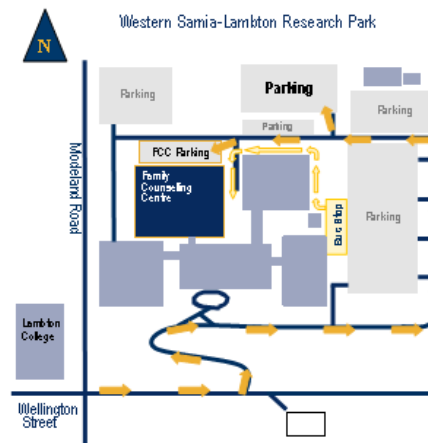 Western Sarnia-Lambton Research Park
N
Parking
Parking
Parking
Parking
FCC Parking
Family
Counseling
Centre
Modeland Road
Bus Stop
Parking
Lambton
College
Wellington
Street